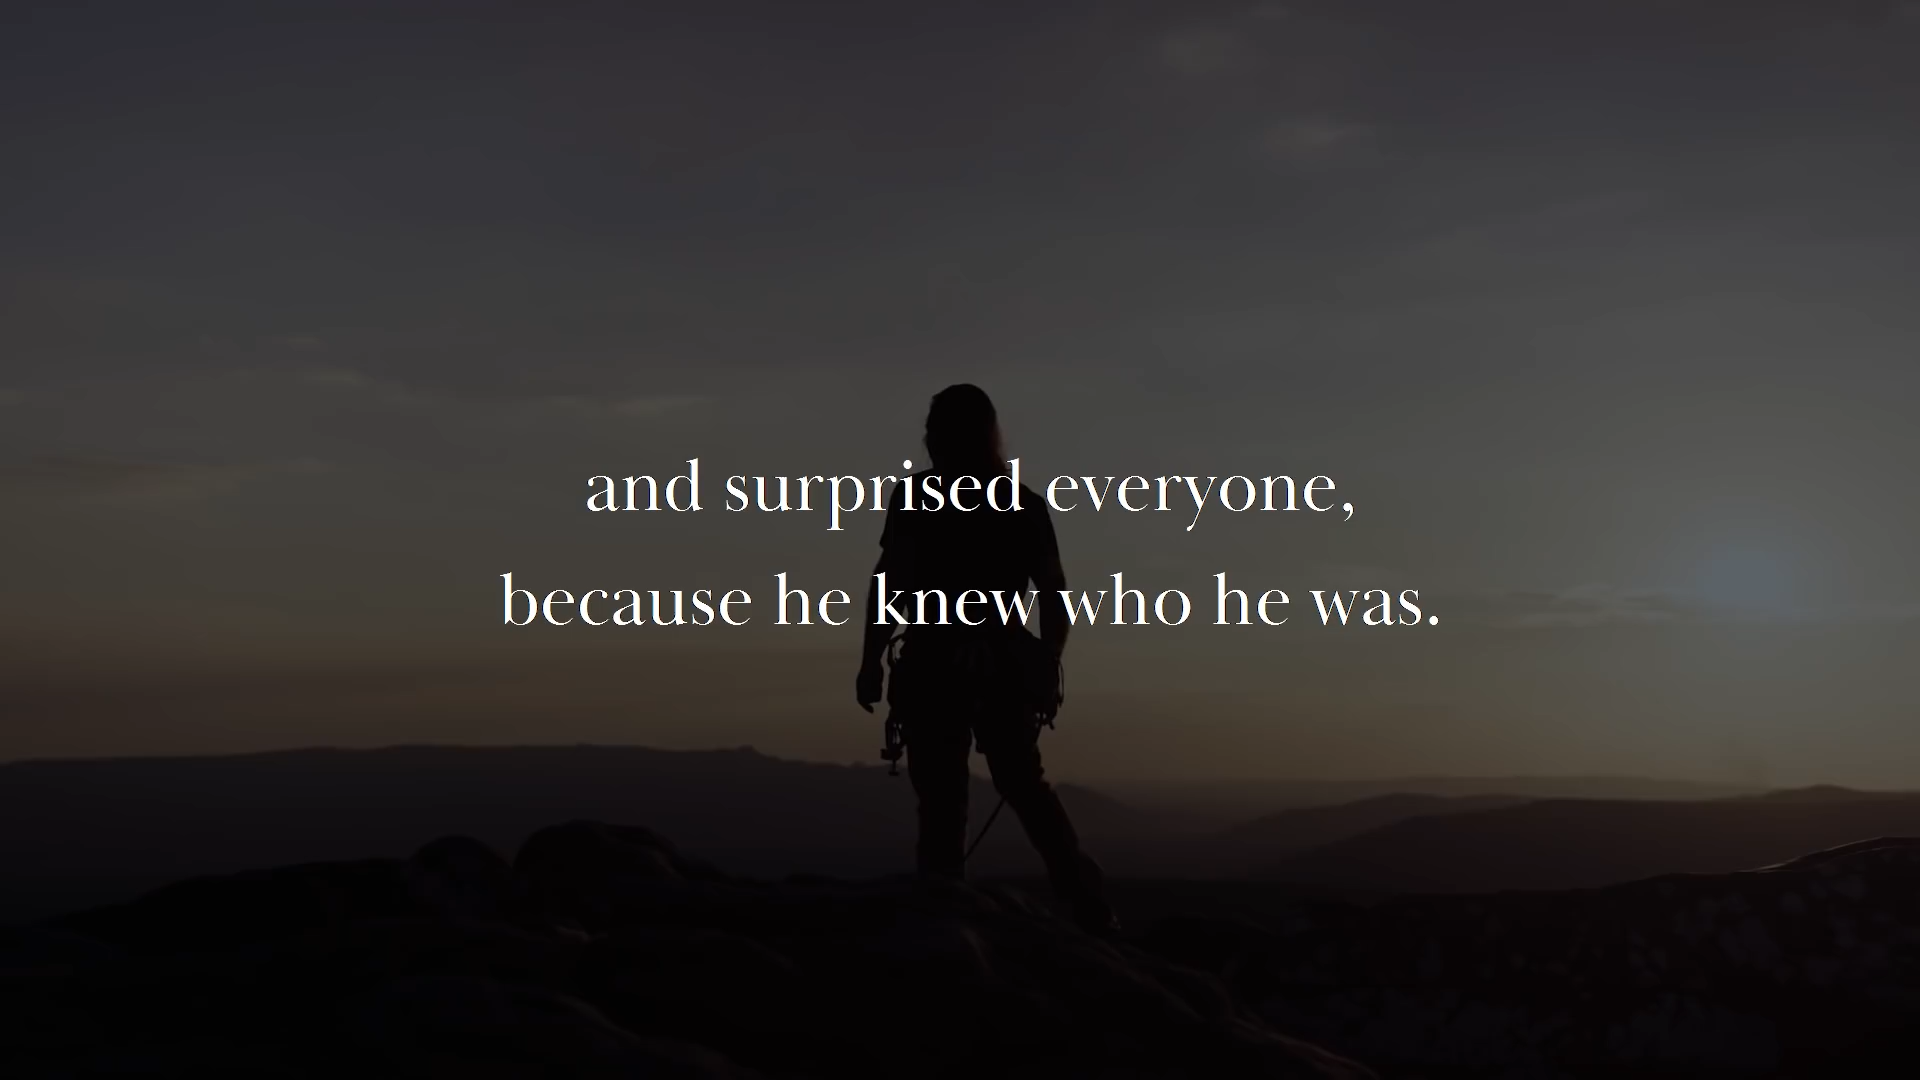 and surprised everyone,
because he knew who he was.